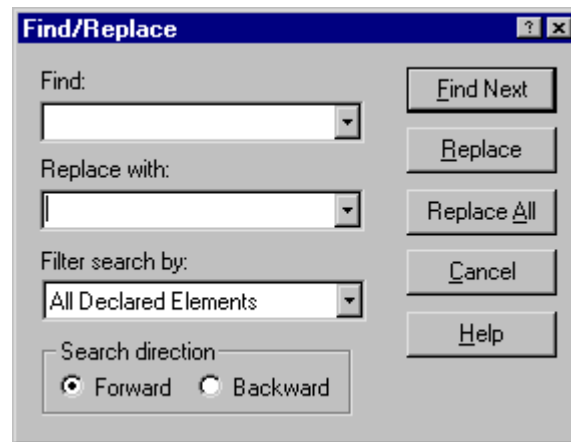 Find/Replace
Find:
Find Next
Replace with:
Replace
Replace All
Filter search by:
All Declared Elements
Cancel
Help
Search direction
Forward Backward